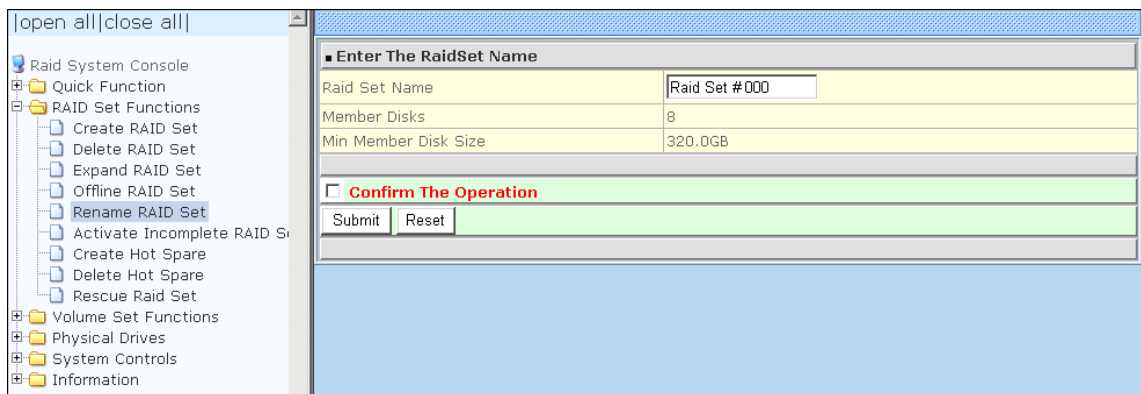 |open all|close all|
Raid System Console
Quick Function
RAID Set Functions
Create RAID Set
Delete RAID Set
Expand RAID Set
Offline RAID Set
Rename RAID Set
Activate Incomplete RAID S
Create Hot Spare
Delete Hot Spare
Rescue Raid Set
Volume Set Functions
Physical Drives
System Controls
Information
Enter The RaidSet Name
Raid Set Name Raid Set #000
Member Disks 8
Min Member Disk Size 320.0GB
Confirm The Operation
Submit Reset